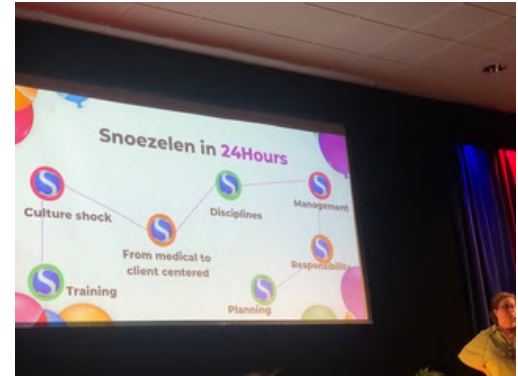 Snoezelen in 24Hours
Culture shock
Training
From medical to
client centered
Disciplines
Management
Responsibility
Planning